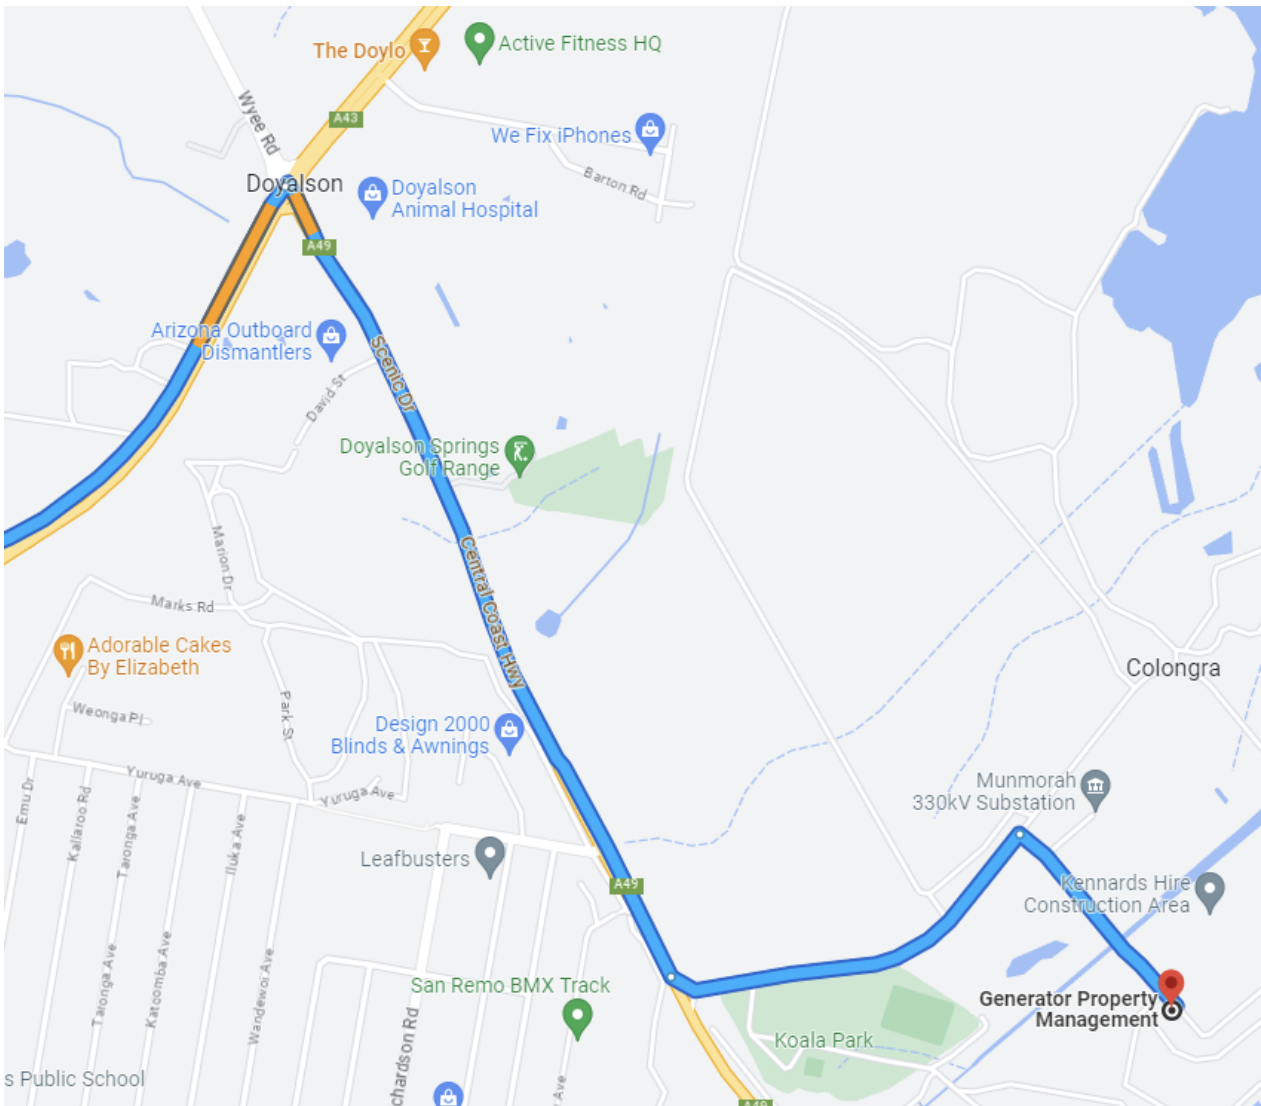 The Doylo
Active Fitness HQ
Wyee Rd
A43
We Fix iPhones
Barton Rd
Doyalson
Doyalson
Animal Hospital
A49
Arizona Outboard
Dismantlers
Scenic Dr
David St
Doyalson Springs
Golf Range
Marion Dr
Central Coast Hwy
Marks Rd
Adorable Cakes
By Elizabeth
Colongra
Weonga Pl
Park St
Design 2000
Blinds & Awnings
Yuruga Ave
Yuruga Ave
Munmorah
330kV Substation
Emu Dr
Kallaroo Rd
Taronga Ave
Iluka Ave
Leafbusters
A49
Kennards Hire
Construction Area
Taronga Ave
Katoomba Ave
Wandewoi Ave
San Remo BMX Track
Generator Property
Management
Koala Park
chardson Rd
s Public School
Ave
A49